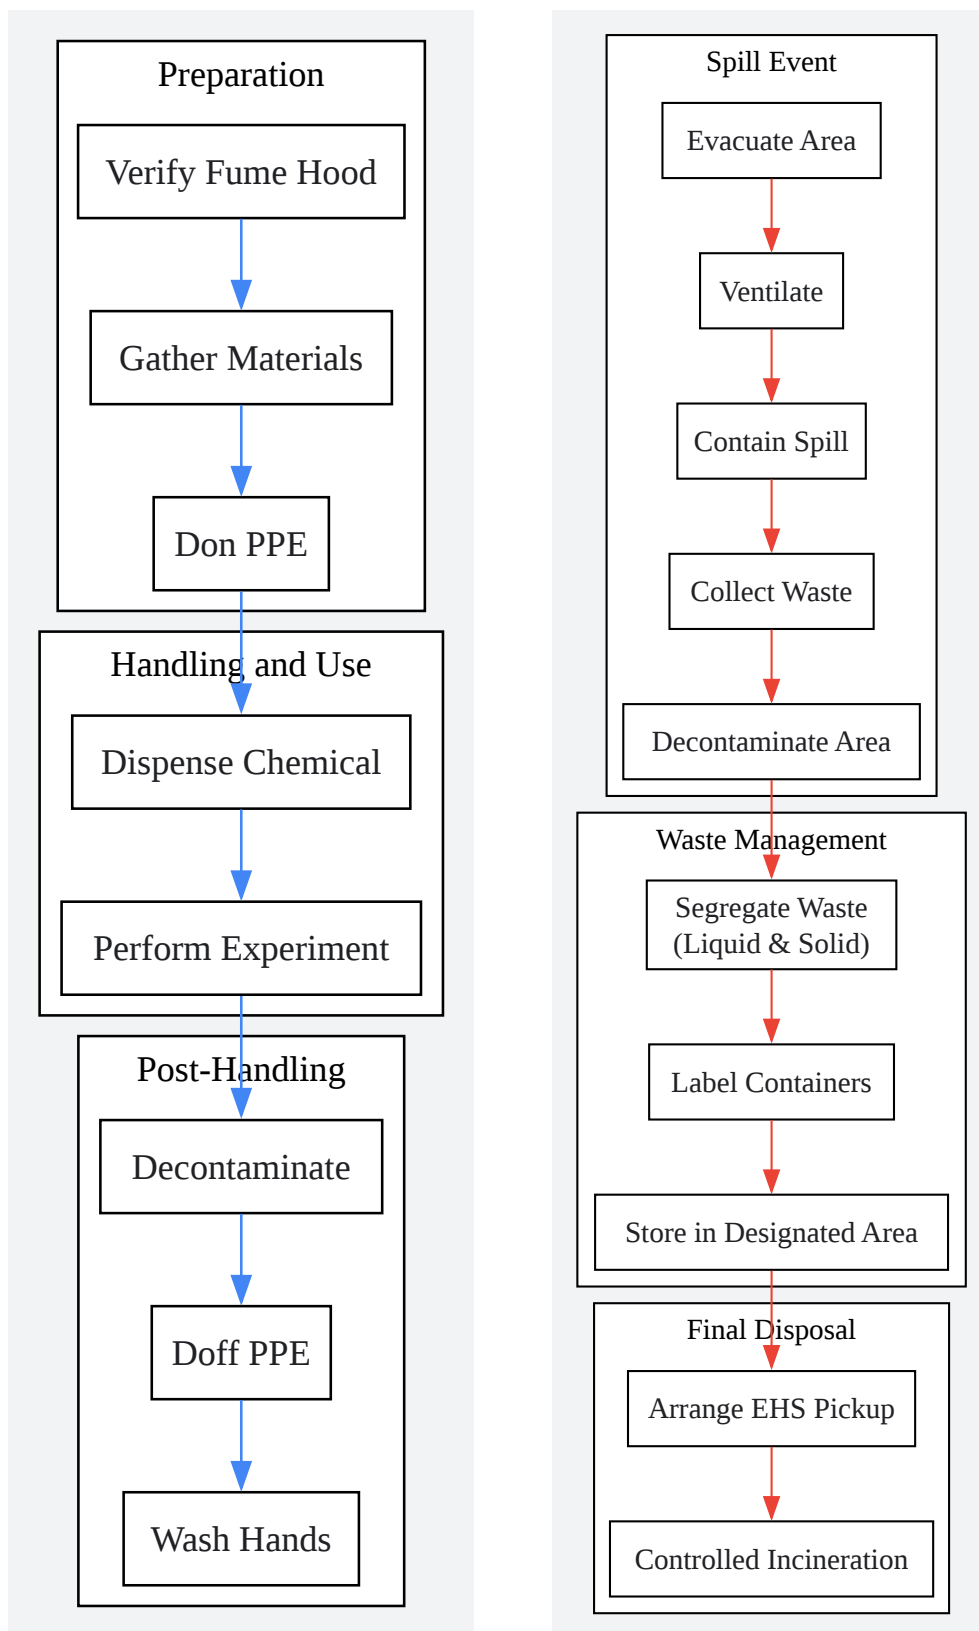 Preparation
Verify Fume Hood
Gather Materials
Don PPE
Handling and Use
Dispense Chemical
Perform Experiment
Post-Handling
Decontaminate
Doff PPE
Wash Hands
Spill Event
Evacuate Area
Ventilate
Contain Spill
Collect Waste
Decontaminate Area
Waste Management
Segregate Waste
(Liquid & Solid)
Label Containers
Store in Designated Area
Final Disposal
Arrange EHS Pickup
Controlled Incineration